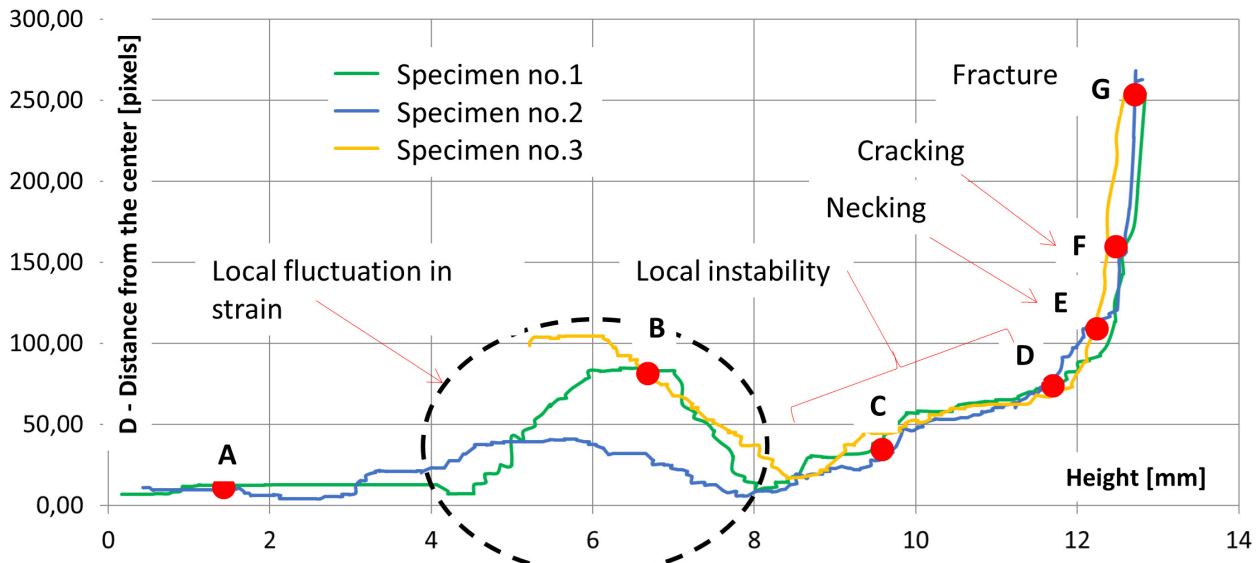 300,00
250,00
200,00
150,00
100,00
50,00
0,00
D - Distance from the center [pixels]
Specimen no.1
Specimen no.2
Specimen no.3
Fracture
G
Cracking
Necking
F
Local fluctuation in
strain
Local instability
E
B
D
C
A
Height [mm]
0
2
4
6
8
10
12
14